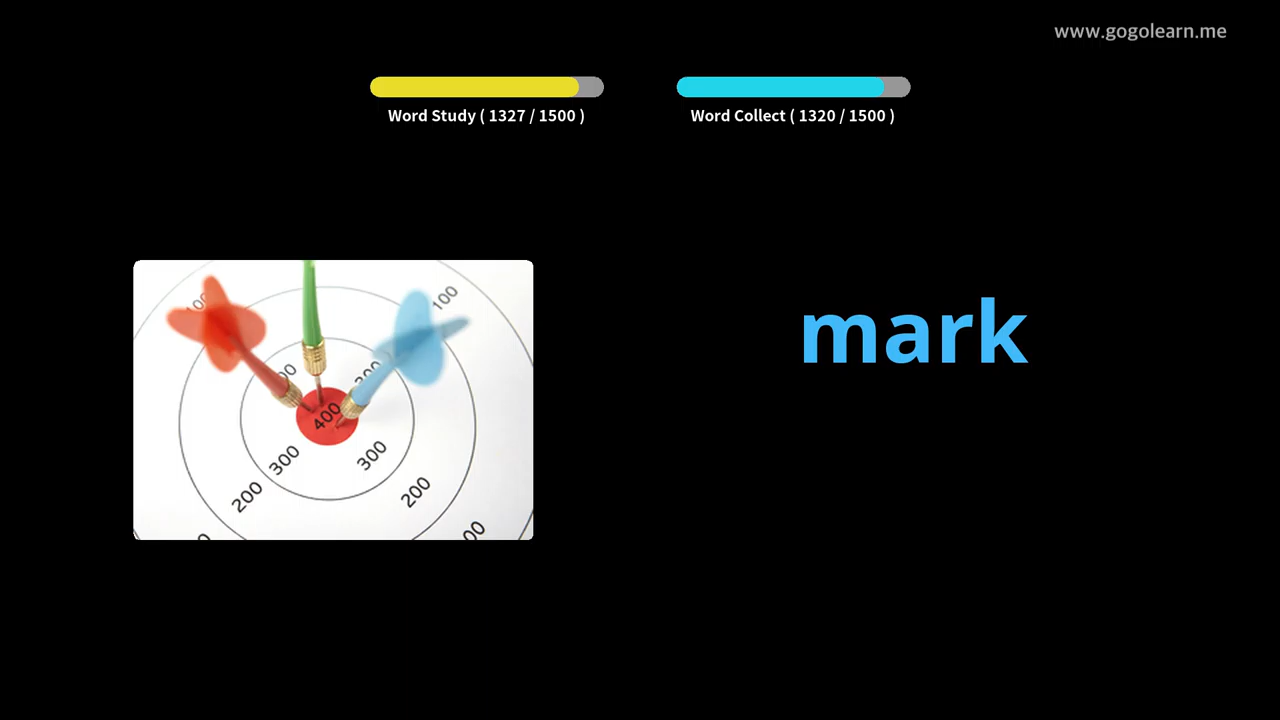 www.gogolearn.me
Word Study ( 1327 / 1500 )
Word Collect ( 1320 / 1500 )
mark
100
100
200
400
300
300
200
200